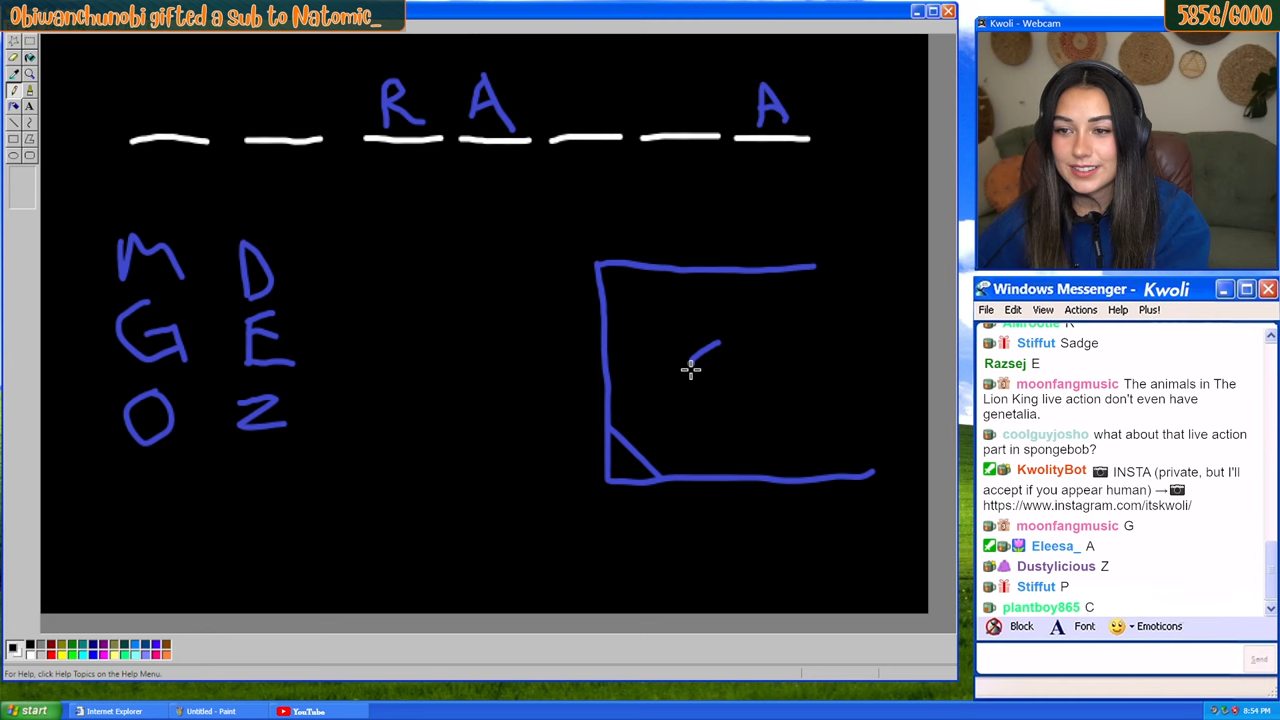 Obiwanchunobi gifted a sub to Natomic_
5856/6000
Kwoli - Webcam
R A A
M D
G E
O Z
Windows Messenger - Kwoli
File Edit View Actions Help Plus!
Stiffut Sadge
Razsej E
moonfangmusic The animals in The
Lion King live action don't even have
genetalia.
coolguyjosho what about that live action
part in spongebob?
KwolityBot INSTA (private, but I'll
accept if you appear human) →
https://www.instagram.com/itskwoli/
moonfangmusic G
Eleesa_ A
Dustylicious Z
Stiffut P
plantboy865 C
Block A Font Emoticons
Send
For Help, click Help Topics on the Help Menu.
start Internet Explorer Untitled - Paint YouTube 8:54 PM